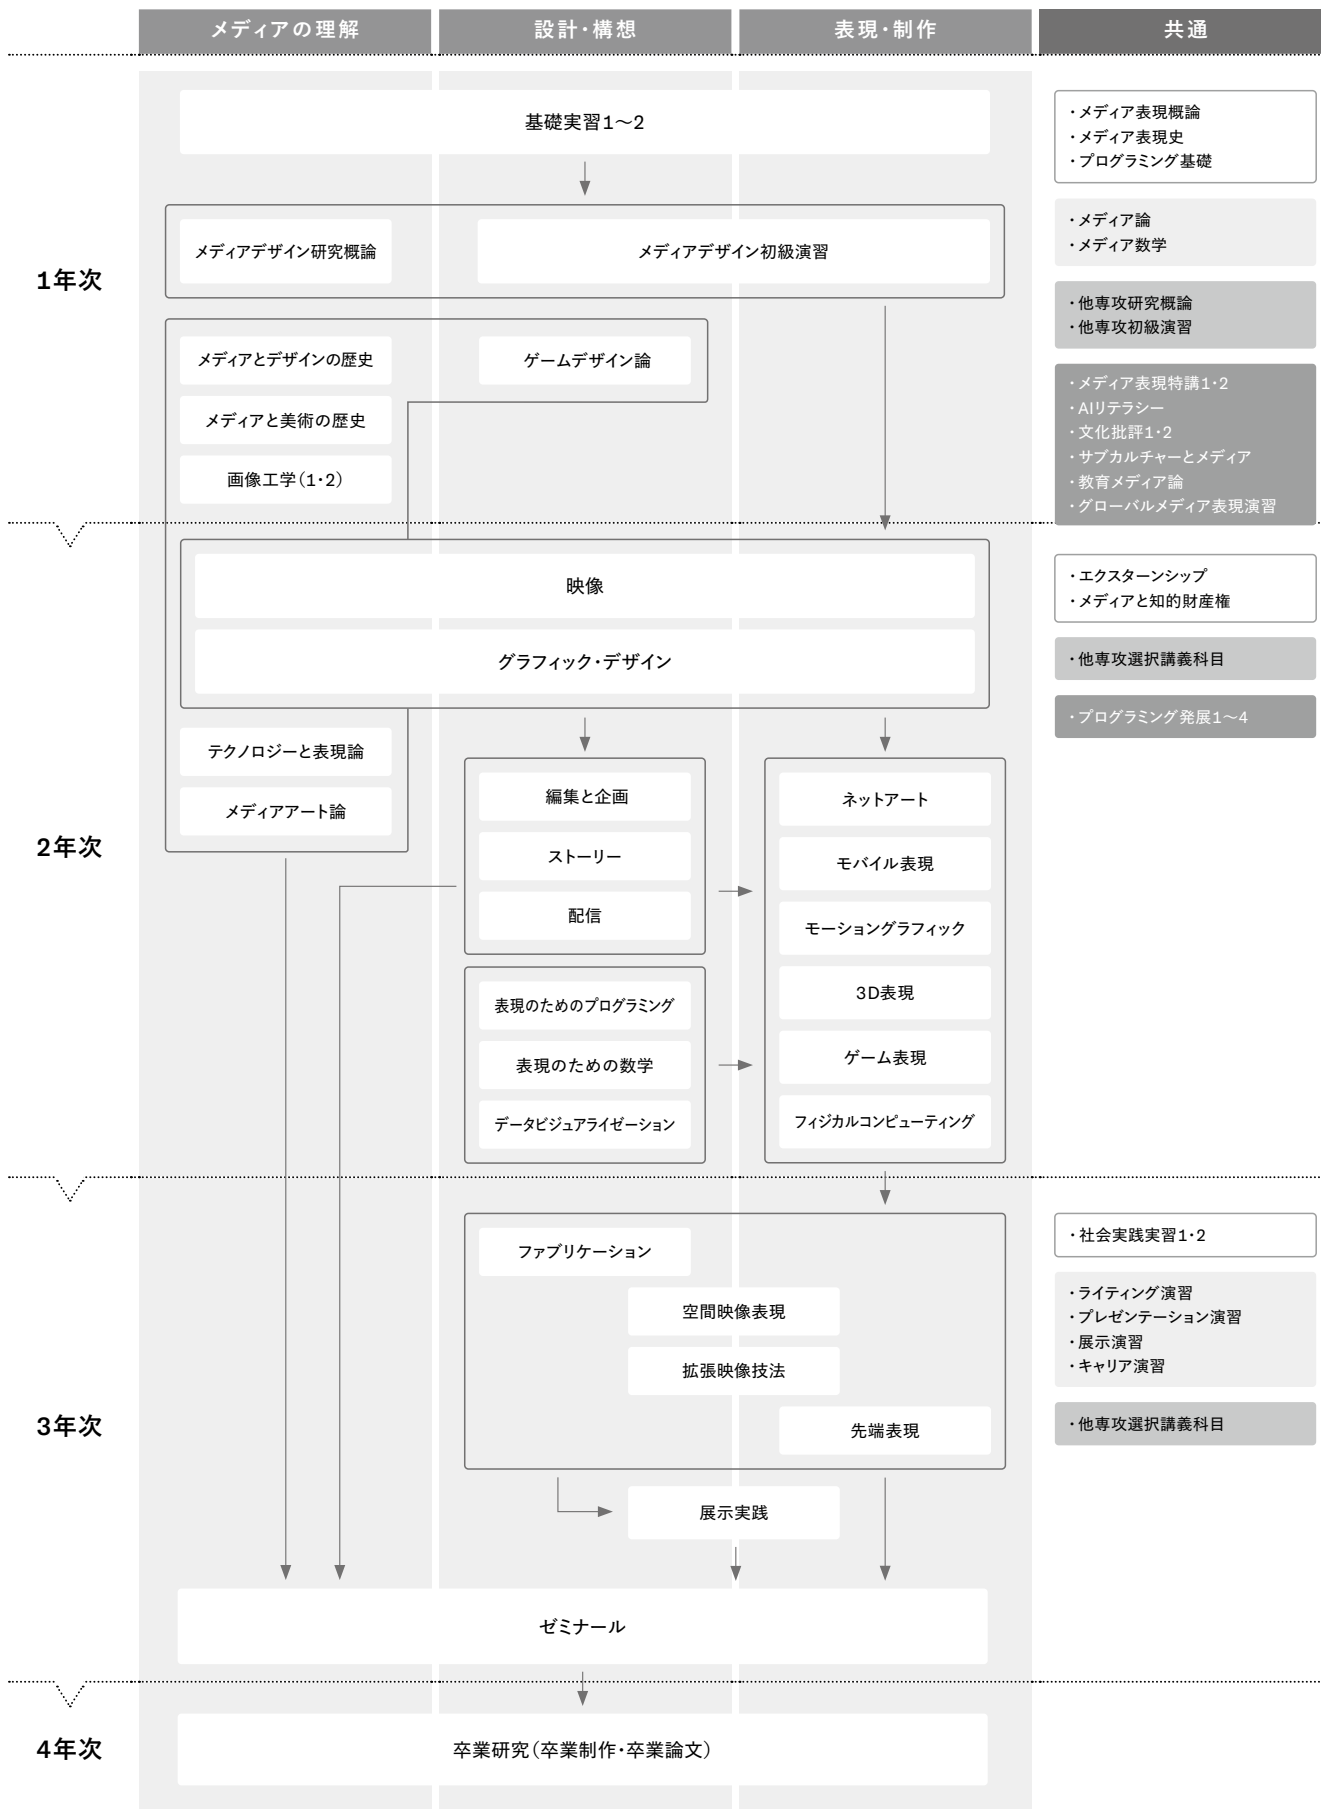 メディアの理解
設計・構想
表現・制作
共通
1年次
基礎実習1〜2
メディアデザイン研究概論
メディアデザイン初級演習
メディアとデザインの歴史
ゲームデザイン論
メディアと美術の歴史
画像工学(1・2)
・メディア表現概論
・メディア表現史
・プログラミング基礎
・メディア論
・メディア数学
・他専攻研究概論
・他専攻初級演習
・メディア表現特講1・2
・AIリテラシー
・文化批評1・2
・サブカルチャーとメディア
・教育メディア論
・グローバルメディア表現演習
2年次
映像
グラフィック・デザイン
テクノロジーと表現論
メディアアート論
編集と企画
ストーリー
配信
表現のためのプログラミング
表現のための数学
データビジュアライゼーション
ネットアート
モバイル表現
モーショングラフィック
3D表現
ゲーム表現
フィジカルコンピューティング
・エクスターンシップ
・メディアと知的財産権
・他専攻選択講義科目
・プログラミング発展1〜4
3年次
ファブリケーション
空間映像表現
拡張映像技法
先端表現
展示実践
ゼミナール
・社会実践実習1・2
・ライティング演習
・プレゼンテーション演習
・展示演習
・キャリア演習
・他専攻選択講義科目
4年次
卒業研究(卒業制作・卒業論文)